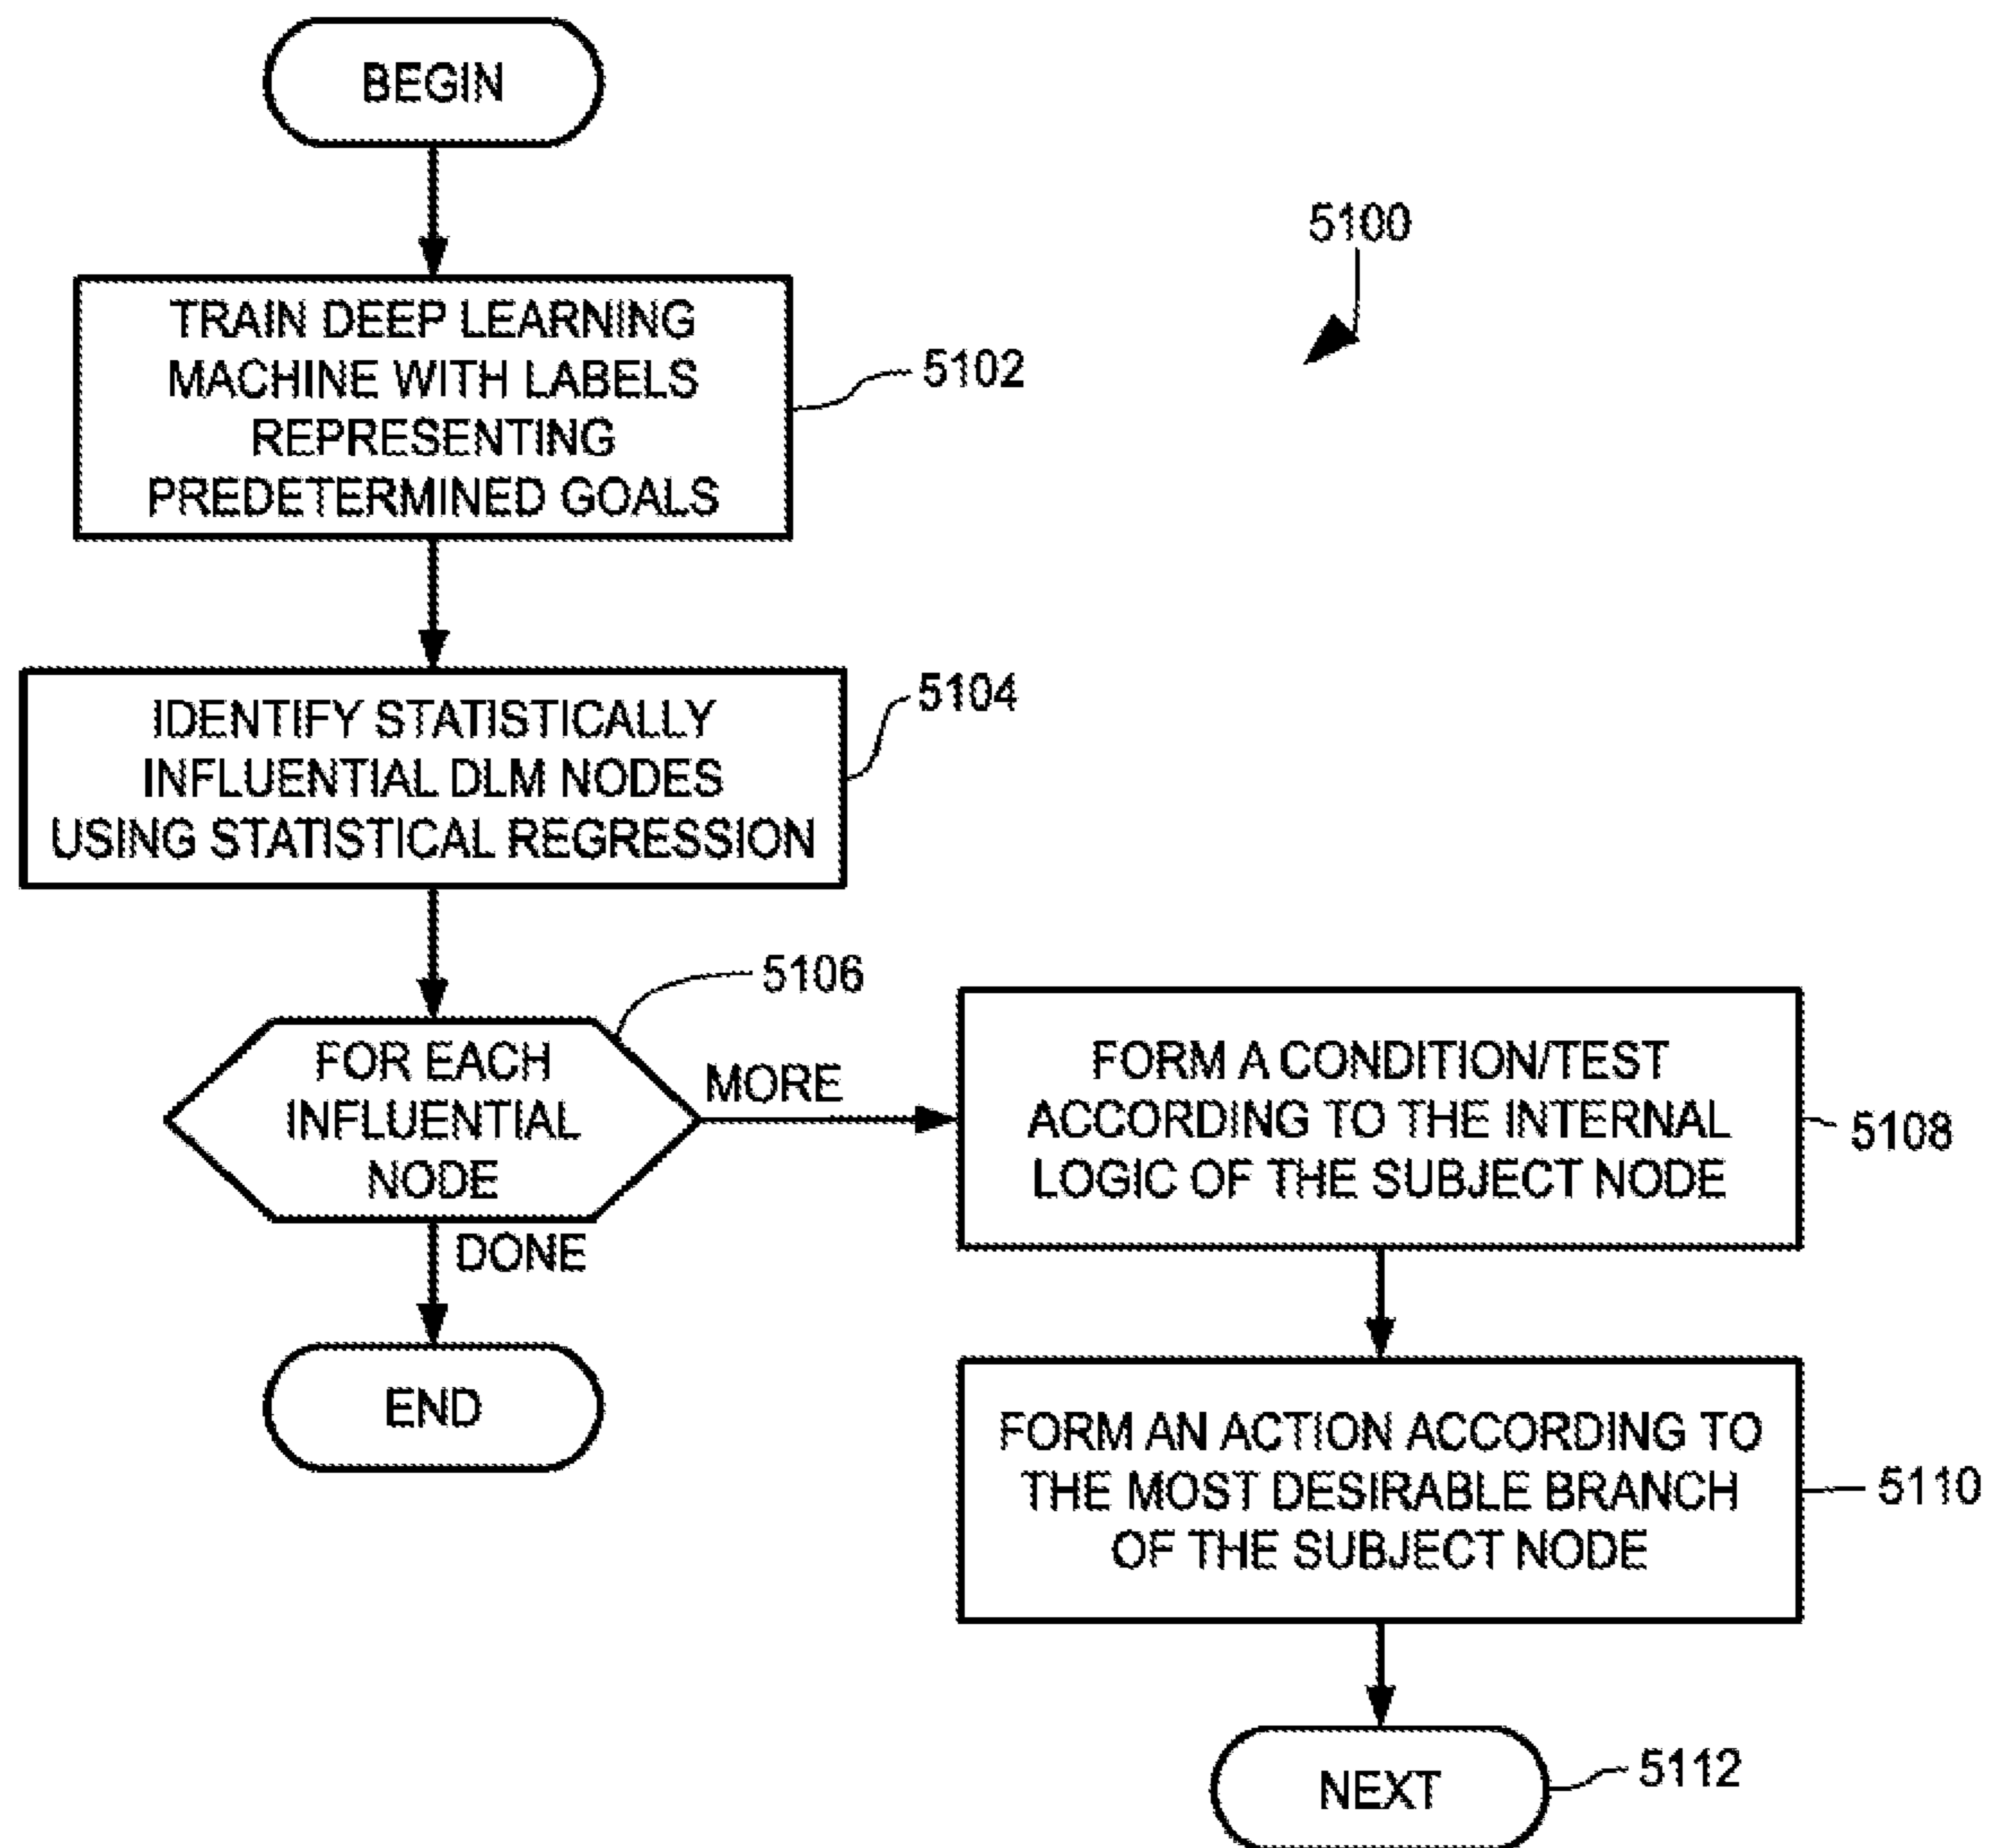 BEGIN
5100
TRAIN DEEP LEARNING
MACHINE WITH LABELS
REPRESENTING
PREDETERMINED GOALS
5102
IDENTIFY STATISTICALLY
INFLUENTIAL DLM NODES
USING STATISTICAL REGRESSION
5104
FOR EACH
INFLUENTIAL
NODE
5106
MORE
DONE
END
FORM A CONDITION/TEST
ACCORDING TO THE INTERNAL
LOGIC OF THE SUBJECT NODE
5108
FORM AN ACTION ACCORDING TO
THE MOST DESIRABLE BRANCH
OF THE SUBJECT NODE
5110
NEXT
5112